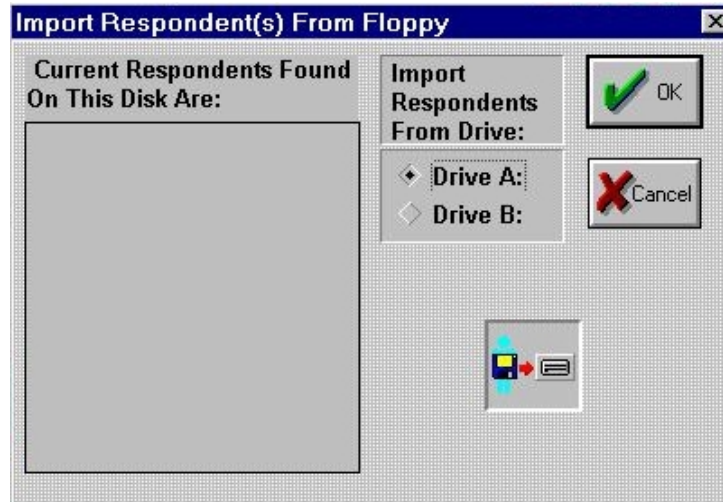 Import Respondent(s) From Floppy
Current Respondents Found
On This Disk Are:
Import
Respondents
From Drive:
Drive A:
Drive B:
OK
Cancel